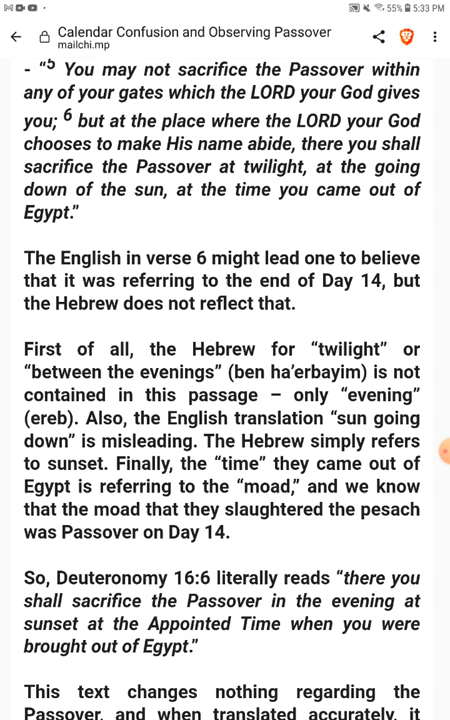 55% 5:33 PM
Calendar Confusion and Observing Passover
mailchi.mp
- “5 You may not sacrifice the Passover within
any of your gates which the LORD your God gives
you; 6 but at the place where the LORD your God
chooses to make His name abide, there you shall
sacrifice the Passover at twilight, at the going
down of the sun, at the time you came out of
Egypt.”
The English in verse 6 might lead one to believe
that it was referring to the end of Day 14, but
the Hebrew does not reflect that.
First of all, the Hebrew for “twilight” or
“between the evenings” (ben ha’erbayim) is not
contained in this passage – only “evening”
(ereb). Also, the English translation “sun going
down” is misleading. The Hebrew simply refers
to sunset. Finally, the “time” they came out of
Egypt is referring to the “moad,” and we know
that the moad that they slaughtered the pesach
was Passover on Day 14.
So, Deuteronomy 16:6 literally reads “there you
shall sacrifice the Passover in the evening at
sunset at the Appointed Time when you were
brought out of Egypt.”
This text changes nothing regarding the
Passover, and when translated accurately, it